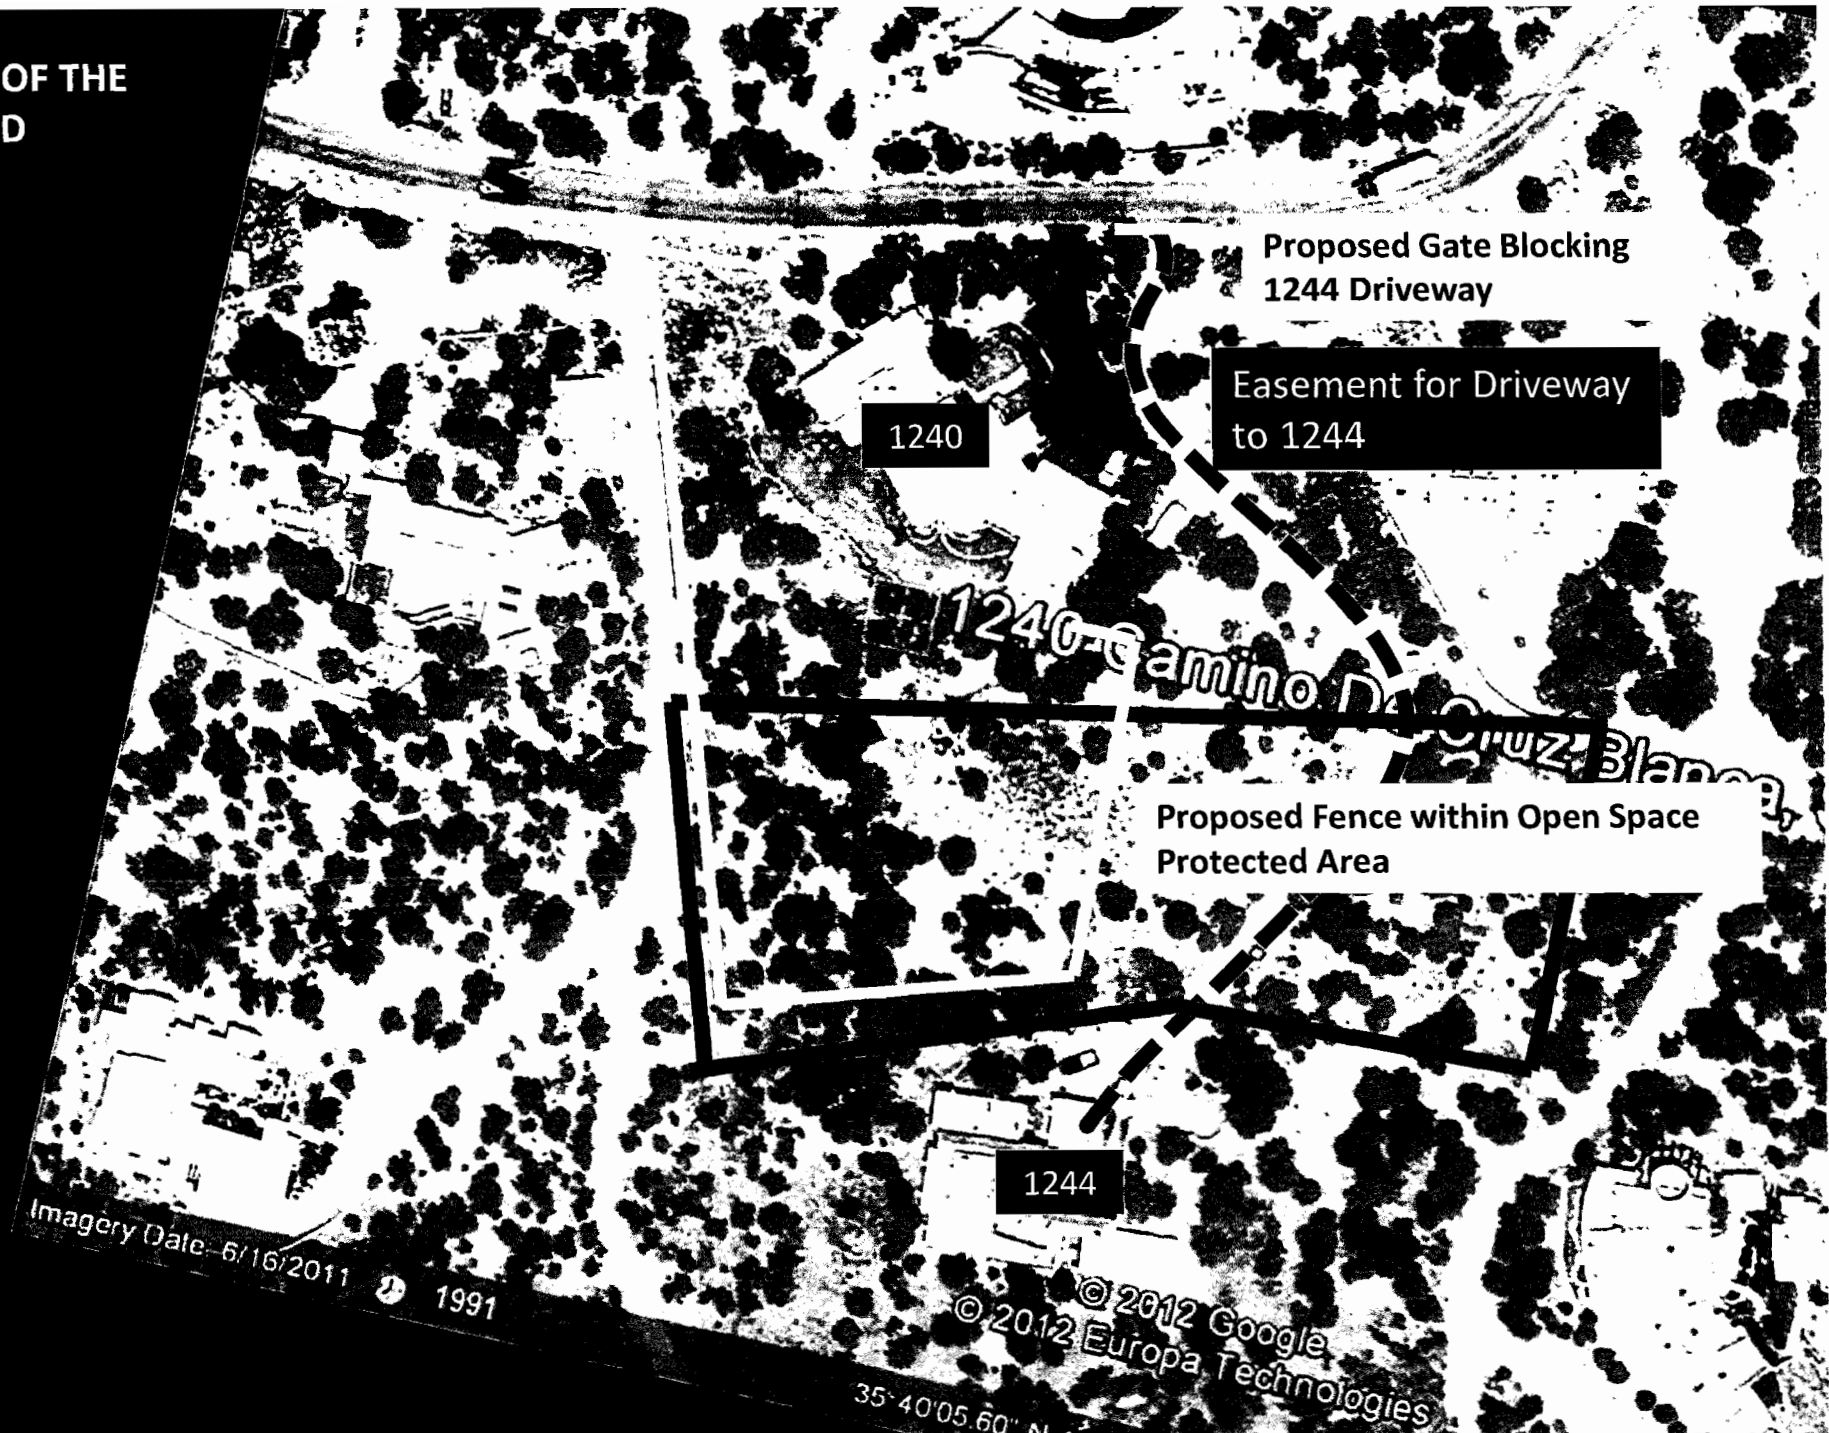 OF THE
D
Proposed Gate Blocking
1244 Driveway
Easement for Driveway
to 1244
1240
1240 Camino De Cruz Blanca,
Proposed Fence within Open Space
Protected Area
1244
Imagery Date: 6/16/2011 1991
© 2012 Google
© 2012 Europa Technologies
35°40'05.60" N